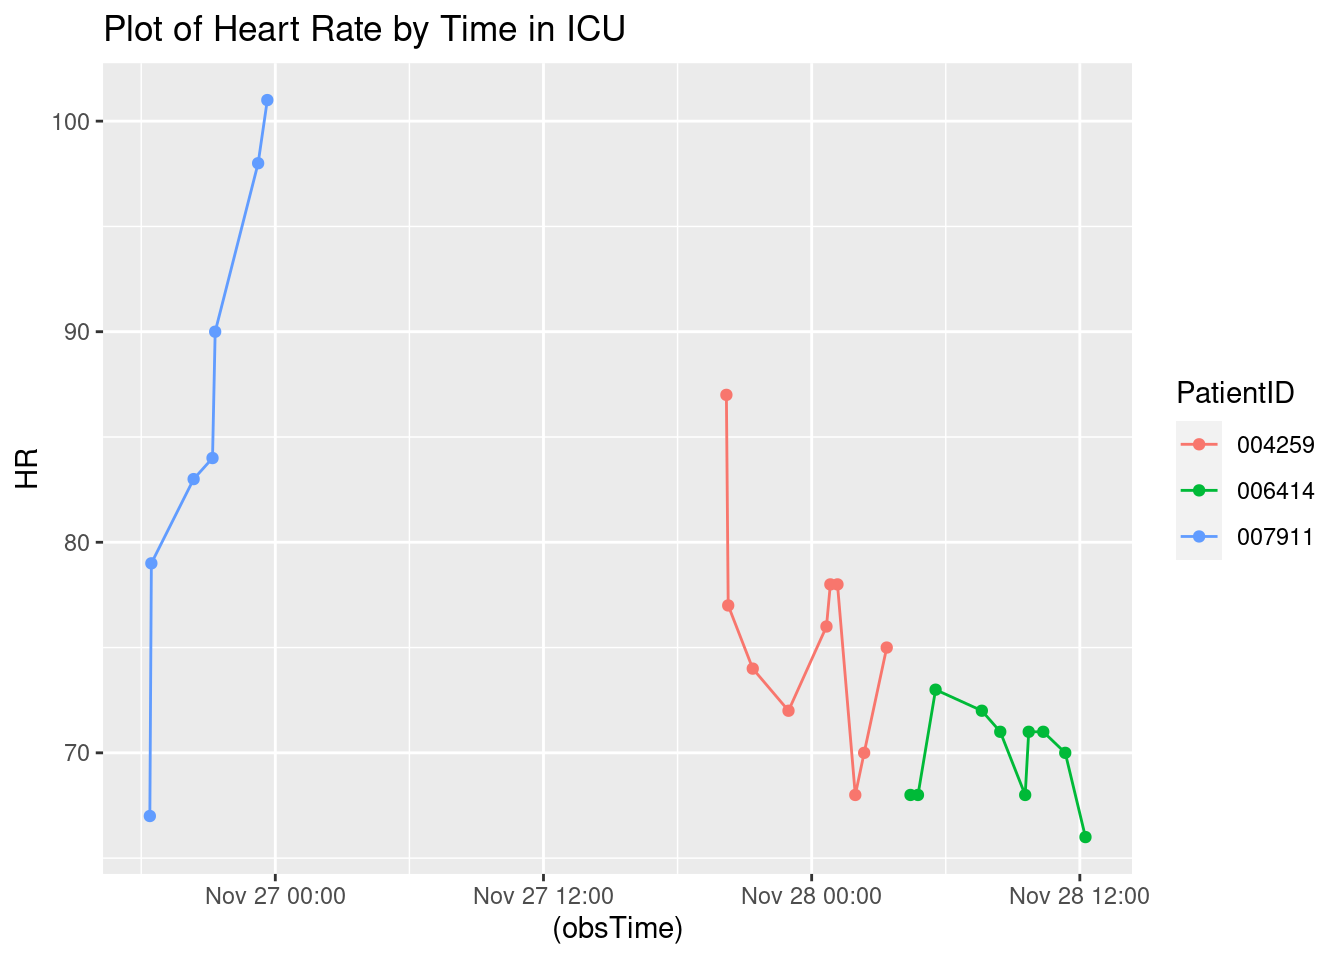 Plot of Heart Rate by Time in ICU
100
90
80
70
HR
Nov 27 00:00
Nov 27 12:00
Nov 28 00:00
Nov 28 12:00
(obsTime)
PatientID
004259
006414
007911